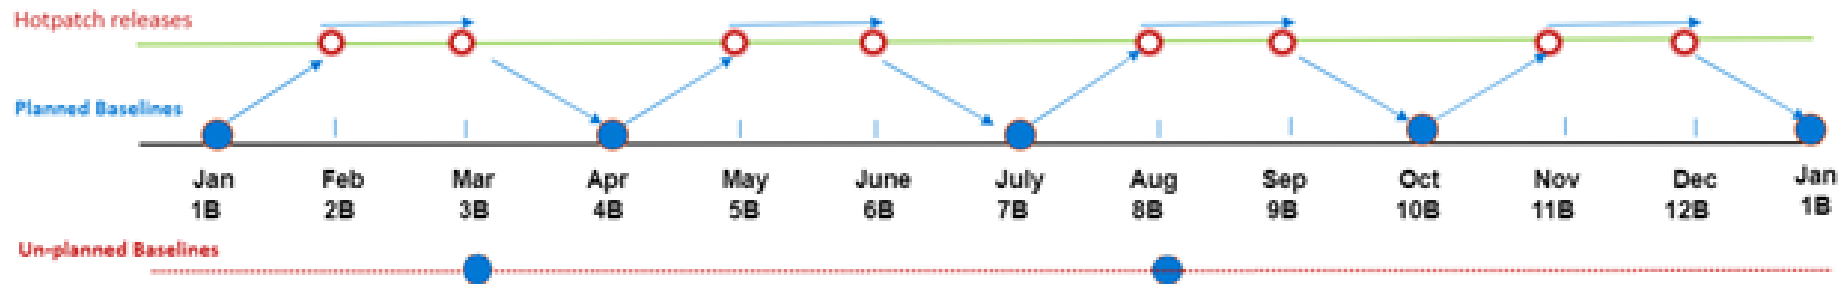 Hotpatch releases
Planned Baselines
Jan Feb Mar Apr May June July Aug Sep Oct Nov Dec Jan
1B 2B 3B 4B 5B 6B 7B 8B 9B 10B 11B 12B 1B
Un-planned Baselines